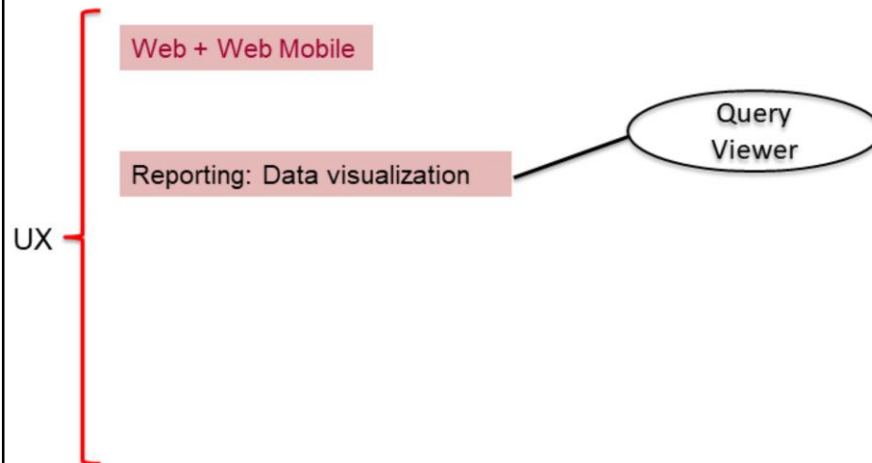 Web + Web Mobile
Query
Viewer
Reporting: Data visualization
UX